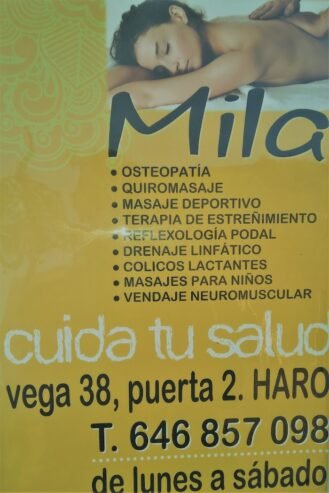 Mila
• OSTEOPATÍA
• QUIROMASAJE
• MASAJE DEPORTIVO
• TERAPIA DE ESTREÑIMIENTO
• REFLEXOLOGÍA PODAL
• DRENAJE LINFÁTICO
• COLICOS LACTANTES
• MASAJES PARA NIÑOS
• VENDAJE NEUROMUSCULAR
cuida tu salud
vega 38, puerta 2. HARO
T. 646 857 098
de lunes a sábado